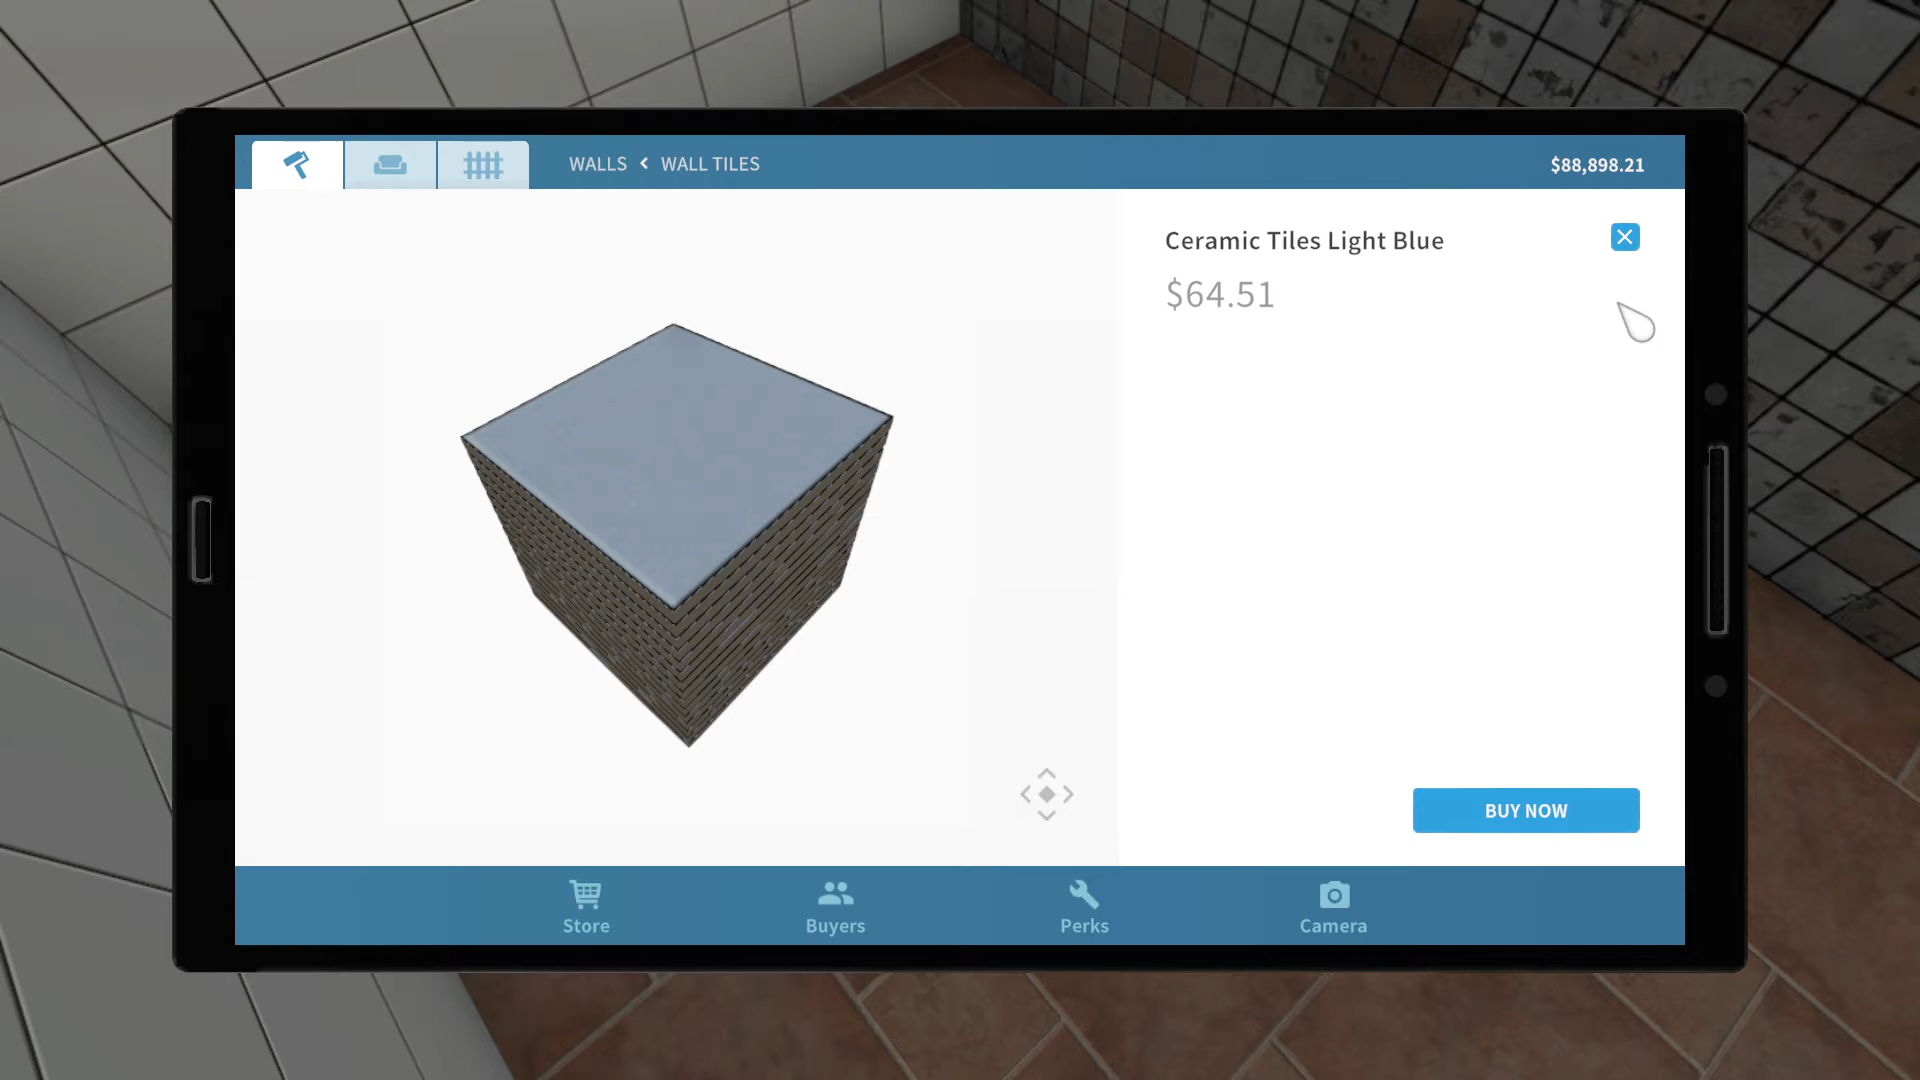 WALLS < WALL TILES
$88,898.21
Ceramic Tiles Light Blue
$64.51
BUY NOW
Store
Buyers
Perks
Camera